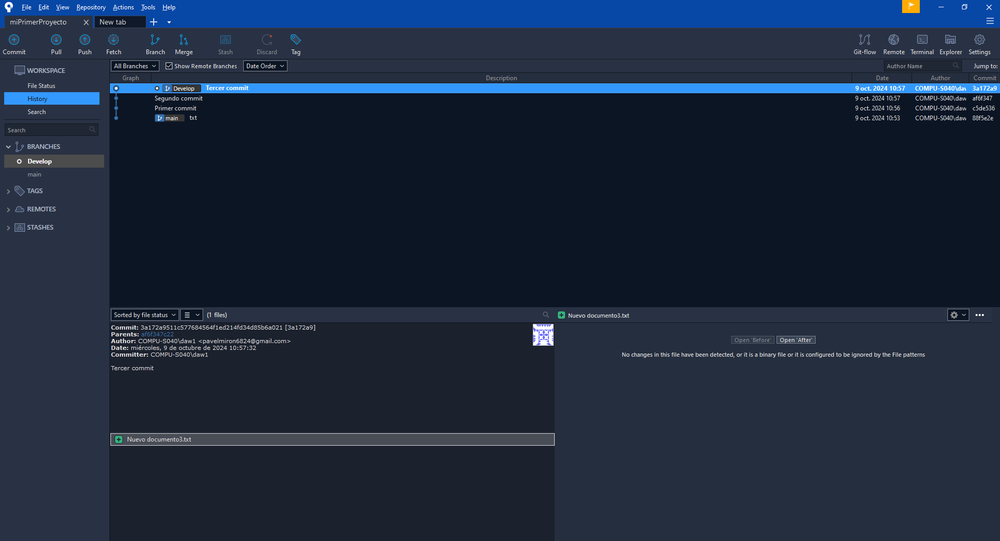 File Edit View Repository Actions Tools Help
miPrimerProyecto New tab
Commit Pull Push Fetch Branch Merge Stash Discard Tag Git-flow Remote Terminal Explorer Settings
WORKSPACE
File Status
History
Search
Search
BRANCHES
Develop
main
TAGS
REMOTES
STASHES
All Branches Show Remote Branches Date Order Author Name Jump to:
Graph Description Date Author Commit
Develop Tercer commit 9 oct. 2024 10:57 COMPU-S040\daw 3a172a9
Segundo commit 9 oct. 2024 10:57 COMPU-S040\daw af6f347
Primer commit 9 oct. 2024 10:56 COMPU-S040\daw c5de536
main txt 9 oct. 2024 10:53 COMPU-S040\daw 88f5e2e
Sorted by file status (1 files)
Commit: 3a172a9511c577684564f1ed214fd34d85b6a021 [3a172a9]
Parents: af6f347c22
Author: COMPU-S040\daw1 <pavelmiron6824@gmail.com>
Date: miércoles, 9 de octubre de 2024 10:57:32
Committer: COMPU-S040\daw1
Tercer commit
Nuevo documento3.txt
Nuevo documento3.txt
Open 'Before' Open 'After'
No changes in this file have been detected, or it is a binary file or it is configured to be ignored by the File patterns